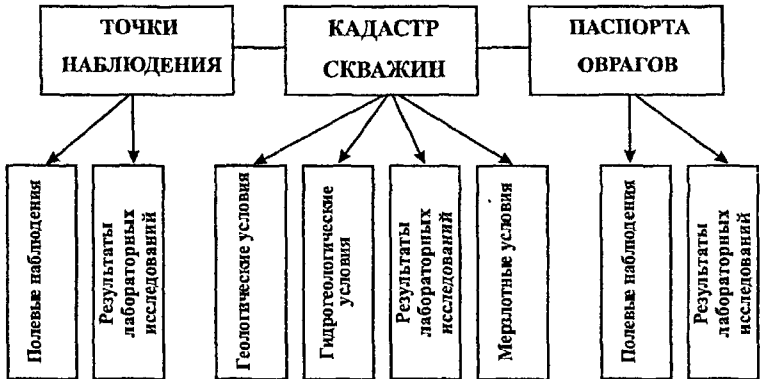 ТОЧКИ
НАБЛЮДЕНИЯ
КАДАСТР
СКВАЖИН
ПАСПОРТА
ОВРАГОВ
Полевые наблюдения
Результаты
лабораторных
исследований
Геологические условия
Гидрогеологические
условия
Результаты
лабораторных
исследований
Мерзлотные условия
Полевые наблюдения
Результаты
лабораторных
исследований